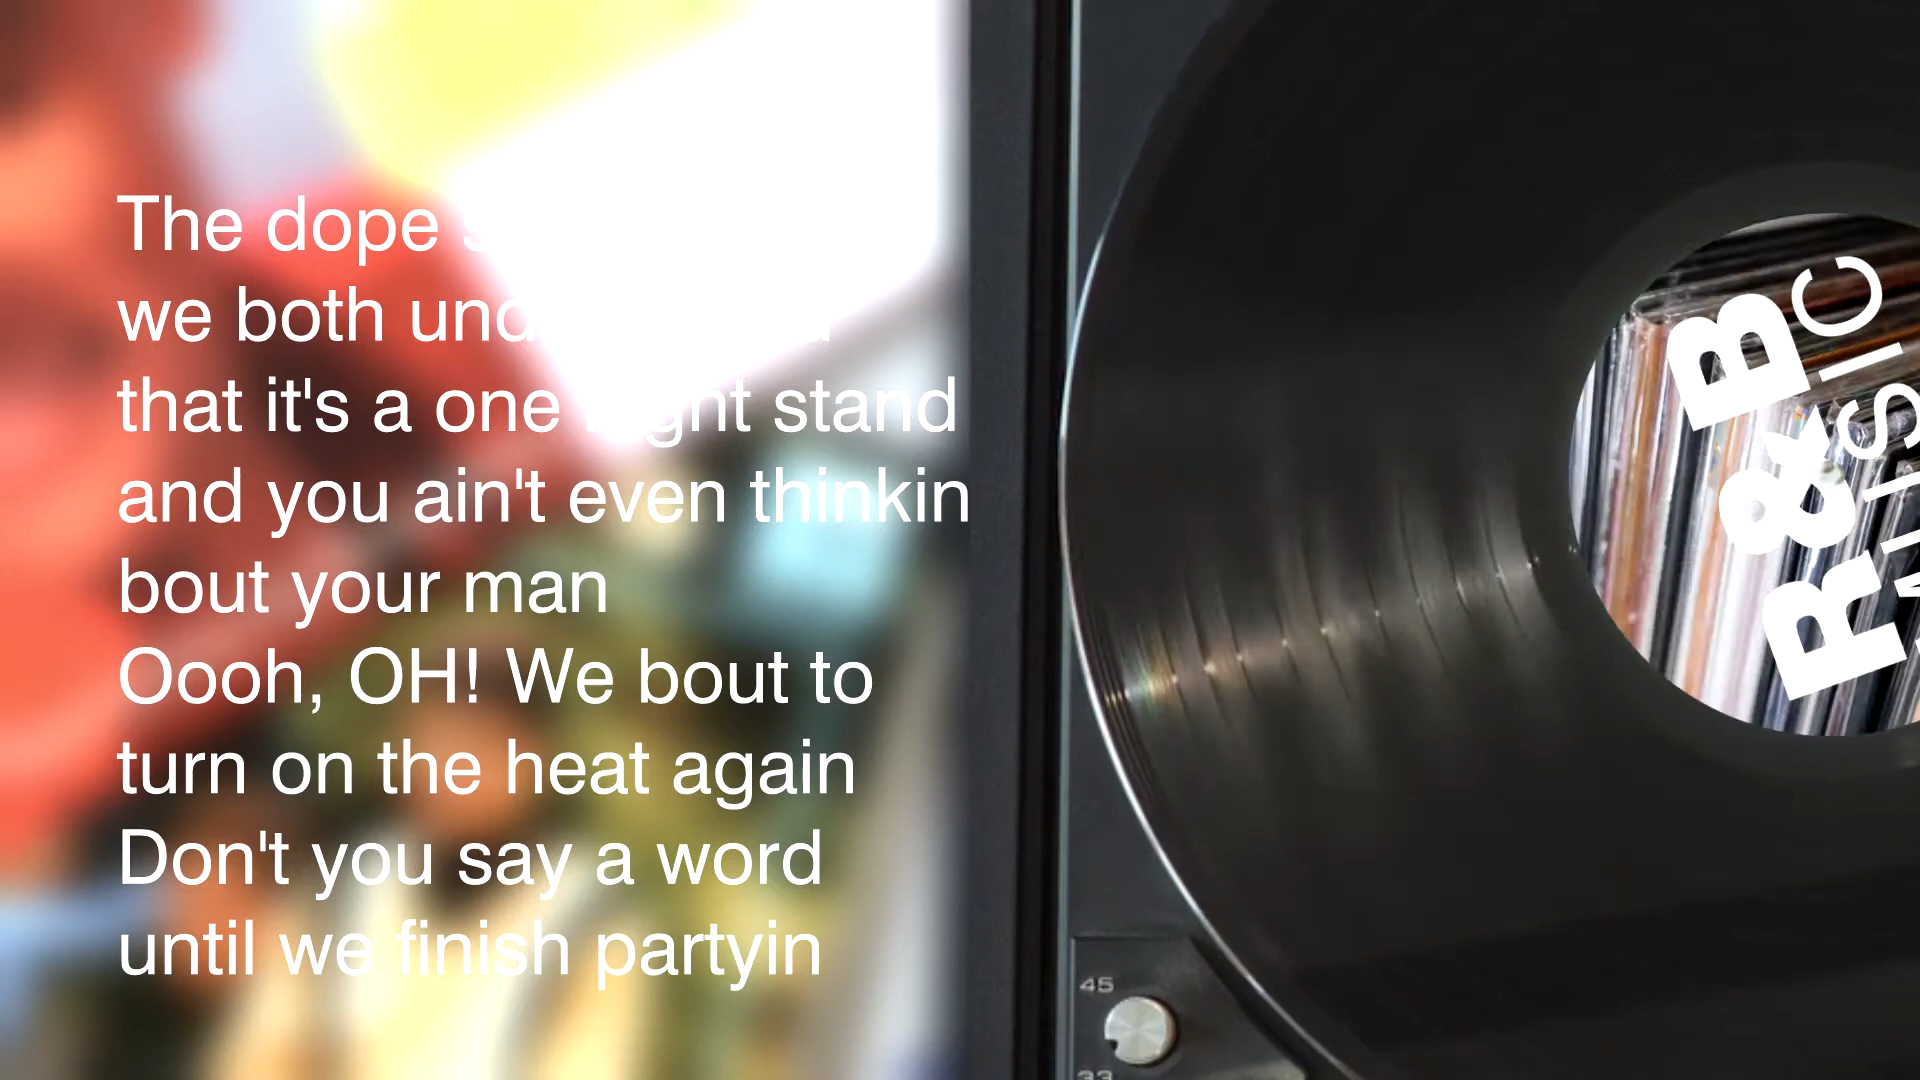 The dope
we both
that it's a one night stand
and you ain't even thinkin
bout your man
Oooh, OH! We bout to
turn on the heat again
Don't you say a word
until we finish partyin
R&B
MUSIC
45
33